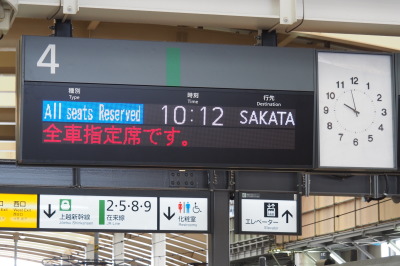 4
種別
Type
時刻
Time
行先
Destination
All seats Reserved
10:12
SAKATA
全車指定席です。
12
1
2
3
4
5
6
7
8
9
10
11
西口
上越新幹線
2・5・8・9
在来線
化粧室
エレベーター